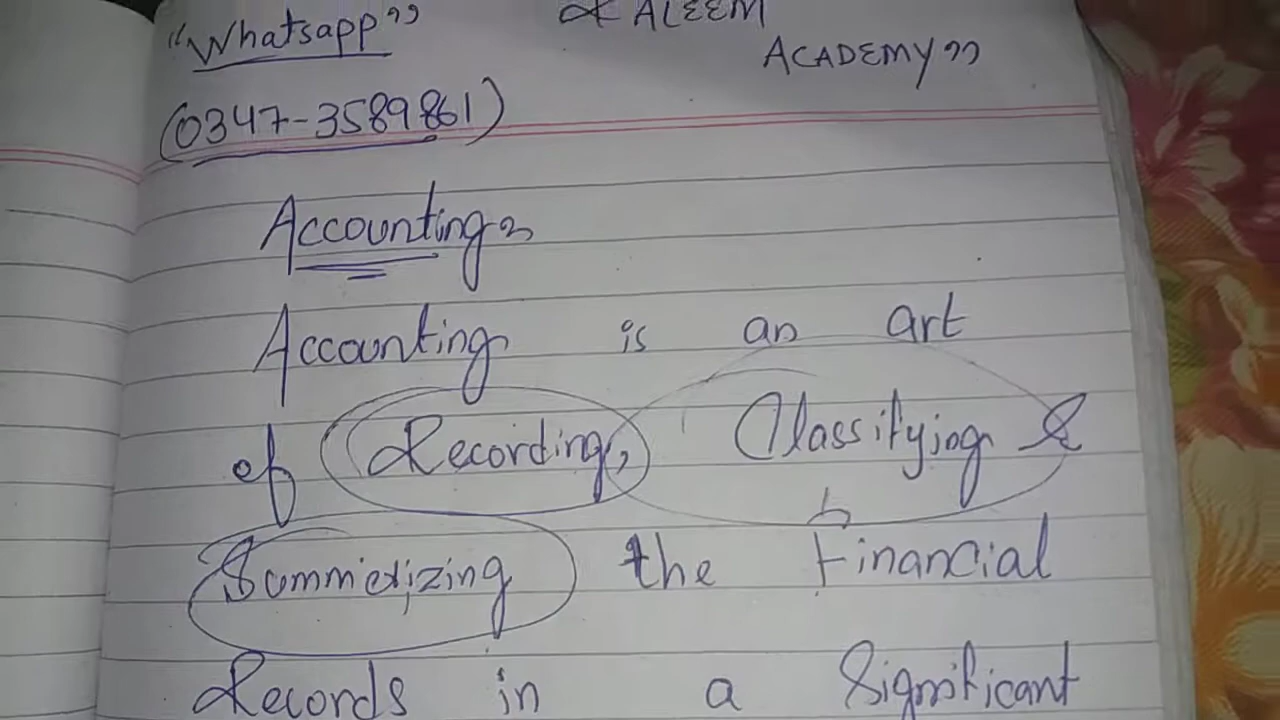 "Whatsapp"
& ALEEM
ACADEMY"
(0347-3589861)
Accounting
Accounting is an art
of Recording, Classifying &
Summerizing the Financial
Records in a Significant